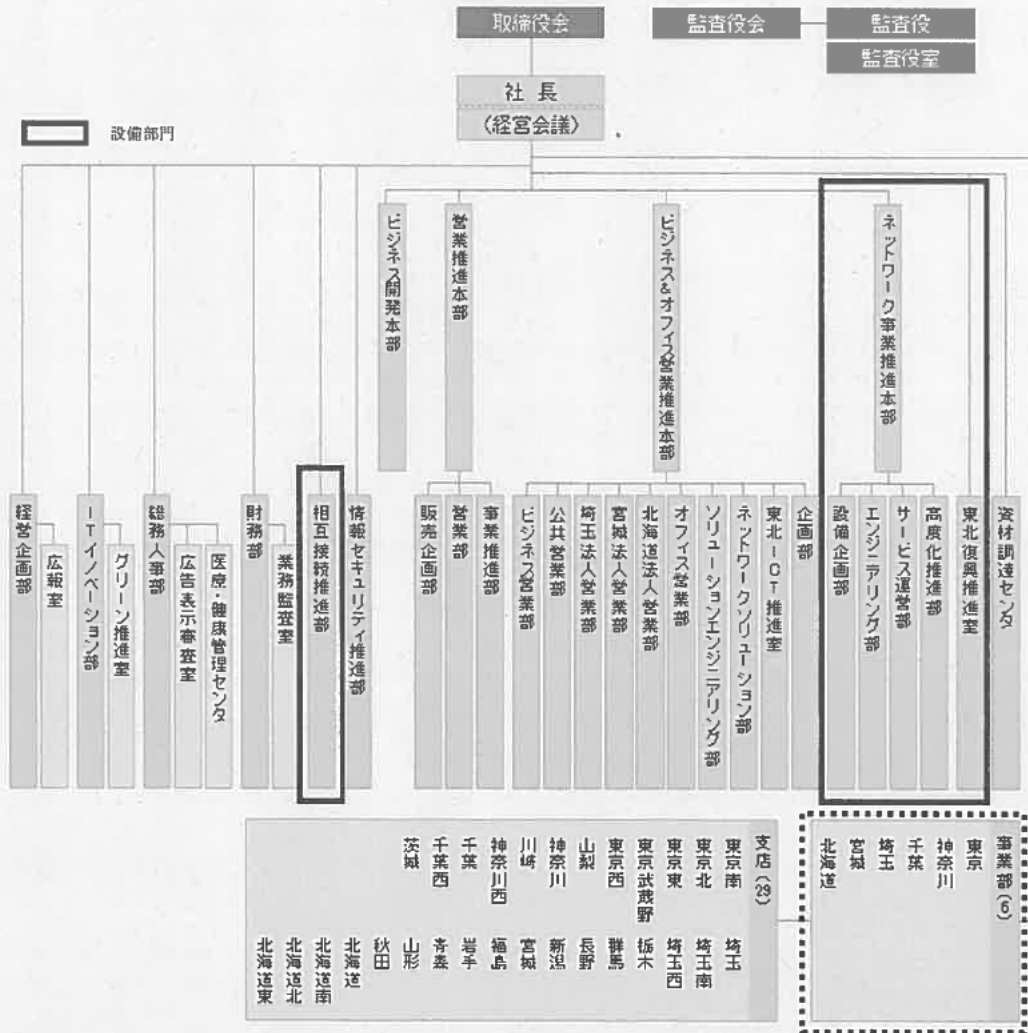 取締役会
監査役会
監査役
監査役室
社長
(経営会議)
設備部門
ビジネス開発本部
営業推進本部
ビジネス&オフィス営業推進本部
ネットワーク事業推進本部
経営企画部
広報室
ITイノベーション部
グリーン推進室
総務人事部
広告表示審査室
医療・健康管理センタ
財務部
業務監査室
相互接続推進部
情報セキュリティ推進部
販売企画部
営業部
事業推進部
ビジネス営業部
公共営業部
埼玉法人営業部
宮城法人営業部
北海道法人営業部
オフィス営業部
ソリューションエンジニアリング部
ネットワークソリューション部
東北ICT推進室
企画部
設備企画部
エンジニアリング部
サービス運営部
高度化推進部
東北復興推進室
資材調達センタ
支店(29)
東京南
東京北
東京東
東京武蔵野
東京西
山梨
神奈川
川崎
神奈川西
千葉
千葉西
茨城
埼玉
埼玉南
埼玉西
栃木
群馬
長野
新潟
宮城
福島
岩手
青森
山形
秋田
北海道
北海道南
北海道北
北海道東
事業部(6)
東京
神奈川
千葉
埼玉
宮城
北海道